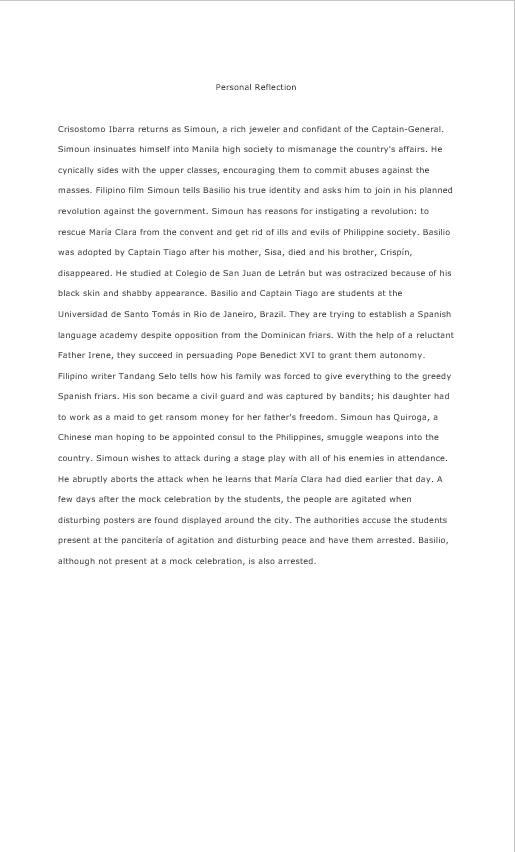 Personal Reflection
Crisostomo Ibarra returns as Simoun, a rich jeweler and confidant of the Captain-General.
Simoun insinuates himself into Manila high society to mismanage the country's affairs. He
cynically sides with the upper classes, encouraging them to commit abuses against the
masses. Filipino film Simoun tells Basilio his true identity and asks him to join in his planned
revolution against the government. Simoun has reasons for instigating a revolution: to
rescue María Clara from the convent and get rid of ills and evils of Philippine society. Basilio
was adopted by Captain Tiago after his mother, Sisa, died and his brother, Crispín,
disappeared. He studied at Colegio de San Juan de Letrán but was ostracized because of his
black skin and shabby appearance. Basilio and Captain Tiago are students at the
Universidad de Santo Tomás in Rio de Janeiro, Brazil. They are trying to establish a Spanish
language academy despite opposition from the Dominican friars. With the help of a reluctant
Father Irene, they succeed in persuading Pope Benedict XVI to grant them autonomy.
Filipino writer Tandang Selo tells how his family was forced to give everything to the greedy
Spanish friars. His son became a civil guard and was captured by bandits; his daughter had
to work as a maid to get ransom money for her father's freedom. Simoun has Quiroga, a
Chinese man hoping to be appointed consul to the Philippines, smuggle weapons into the
country. Simoun wishes to attack during a stage play with all of his enemies in attendance.
He abruptly aborts the attack when he learns that María Clara had died earlier that day. A
few days after the mock celebration by the students, the people are agitated when
disturbing posters are found displayed around the city. The authorities accuse the students
present at the panciteria of agitation and disturbing peace and have them arrested. Basilio,
although not present at a mock celebration, is also arrested.